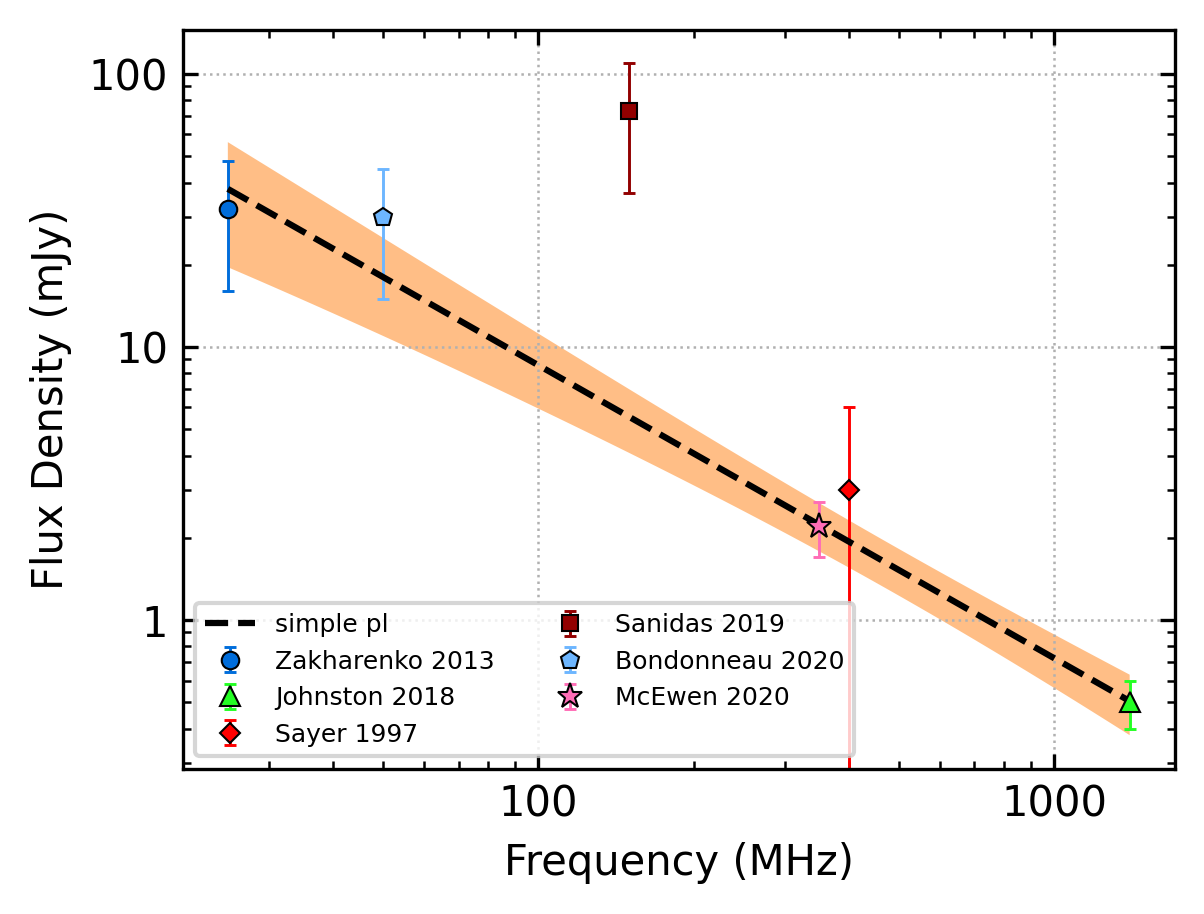 100
10
1
Flux Density (mJy)
simple pl
Zakharenko 2013
Johnston 2018
Sayer 1997
Sanidas 2019
Bondonneau 2020
McEwen 2020
100
1000
Frequency (MHz)